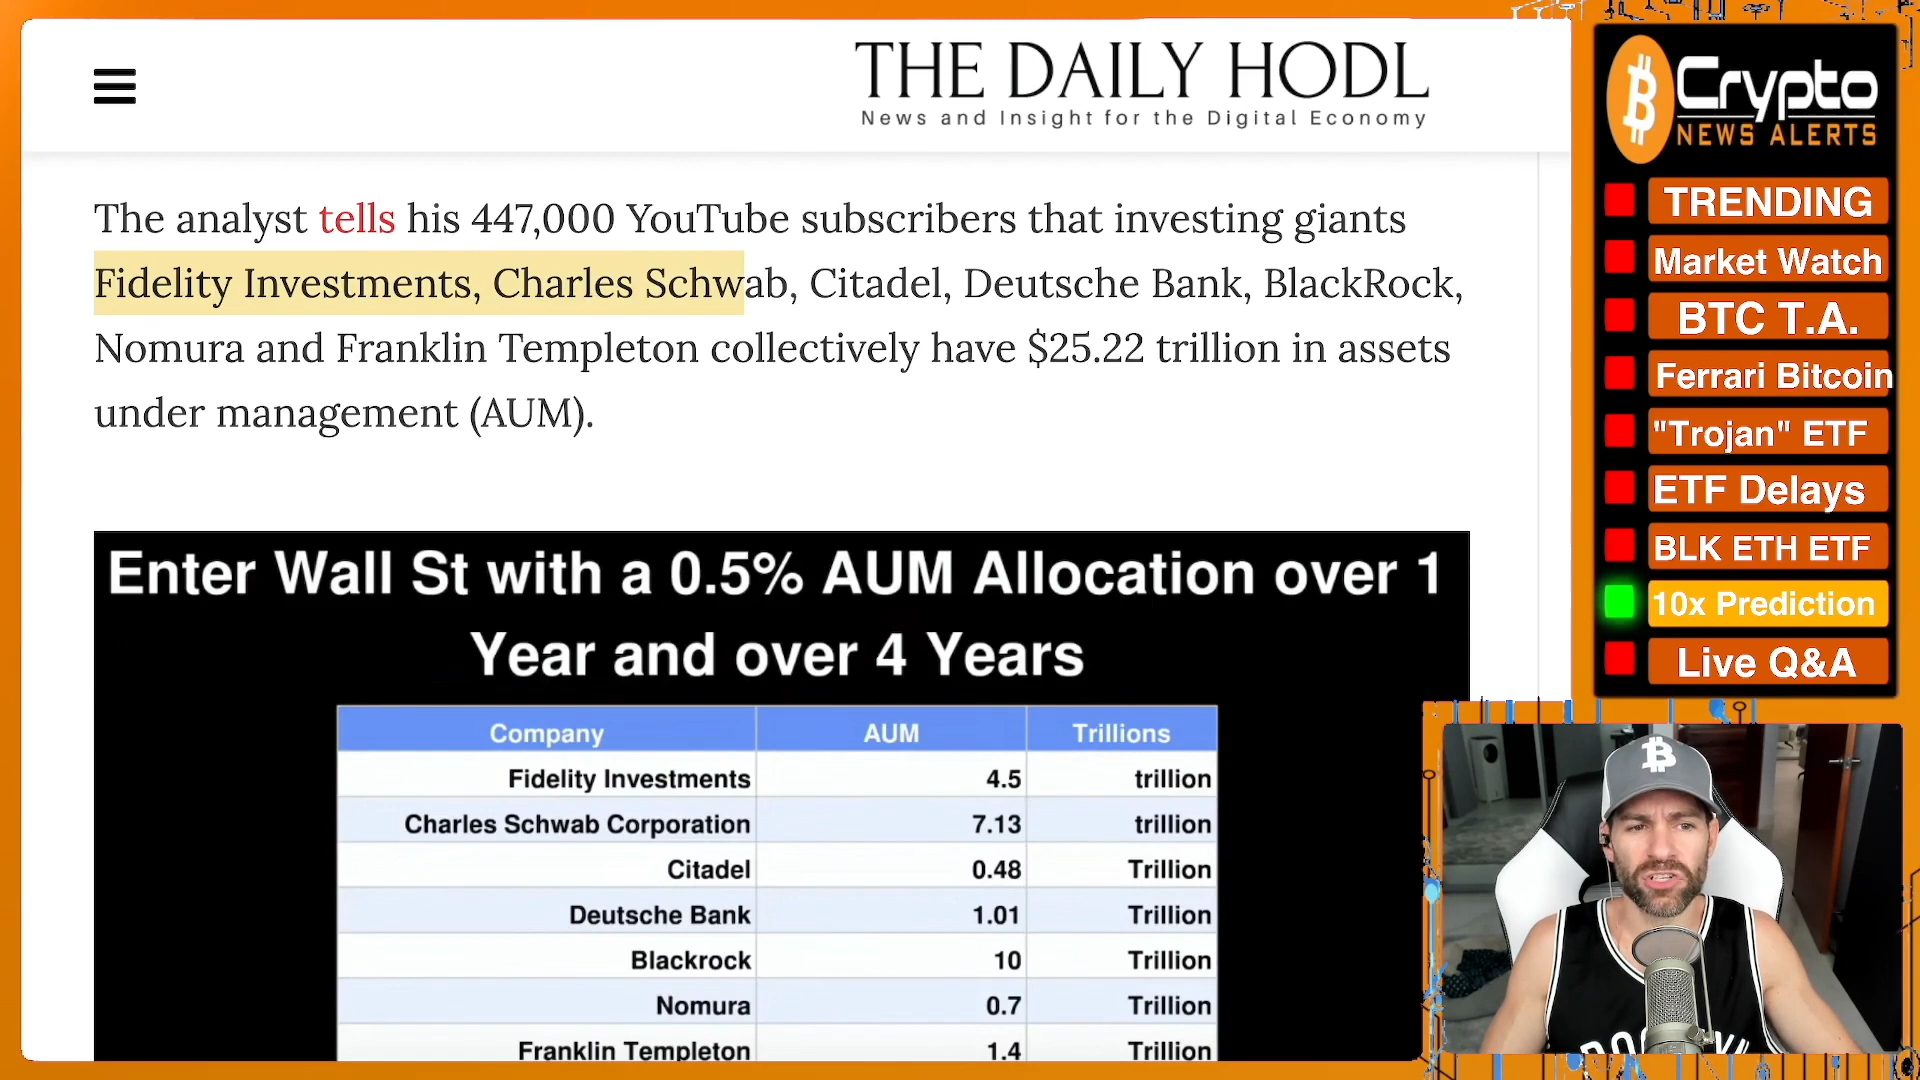 THE DAILY HODL
News and Insight for the Digital Economy
The analyst tells his 447,000 YouTube subscribers that investing giants
Fidelity Investments, Charles Schwab, Citadel, Deutsche Bank, BlackRock,
Nomura and Franklin Templeton collectively have $25.22 trillion in assets
under management (AUM).
Enter Wall St with a 0.5% AUM Allocation over 1
Year and over 4 Years
Company AUM Trillions
Fidelity Investments 4.5 trillion
Charles Schwab Corporation 7.13 trillion
Citadel 0.48 Trillion
Deutsche Bank 1.01 Trillion
Blackrock 10 Trillion
Nomura 0.7 Trillion
Franklin Templeton 1.4 Trillion
Crypto
NEWS ALERTS
TRENDING
Market Watch
BTC T.A.
Ferrari Bitcoin
"Trojan" ETF
ETF Delays
BLK ETH ETF
10x Prediction
Live Q&A